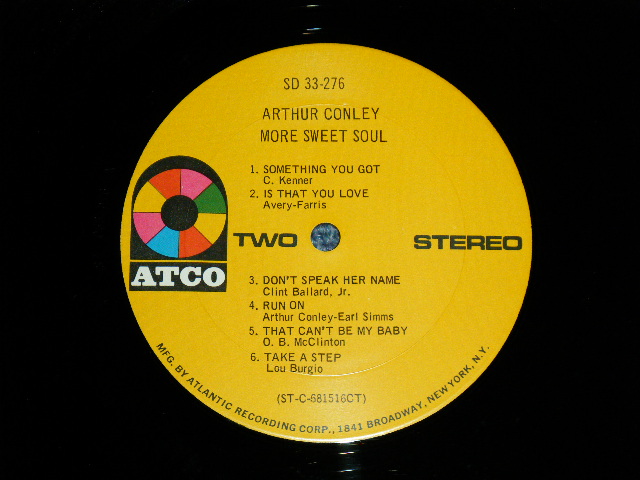 SD 33-276
ARTHUR CONLEY
MORE SWEET SOUL
1. SOMETHING YOU GOT
C. Kenner
2. IS THAT YOU LOVE
Avery-Farris
ATCO
TWO
STEREO
3. DON'T SPEAK HER NAME
Clint Ballard, Jr.
4. RUN ON
Arthur Conley-Earl Simms
5. THAT CAN'T BE MY BABY
O. B. McClinton
6. TAKE A STEP
Lou Burgio
(ST-C-681516CT)
MFG. BY ATLANTIC RECORDING CORP., 1841 BROADWAY, NEW YORK, N.Y.